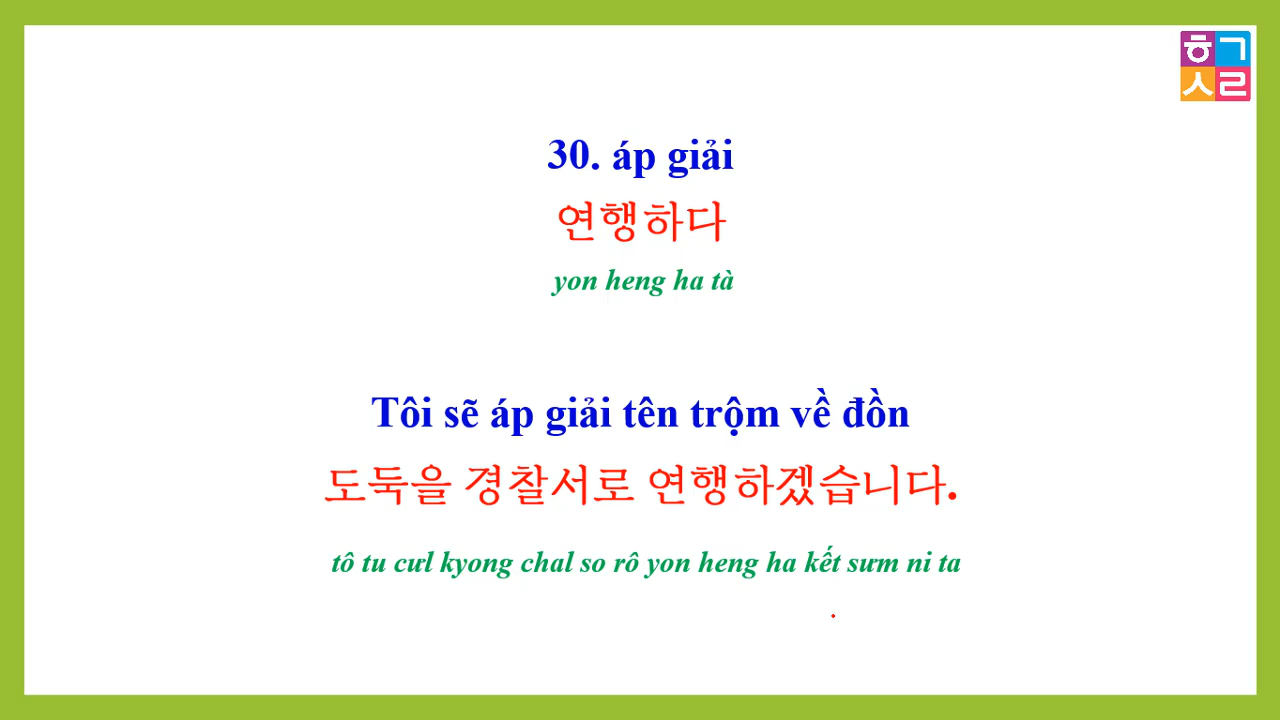 ㅎㄱ
ㅅㄹ
30. áp giải
연행하다
yon heng ha tà
Tôi sẽ áp giải tên trộm về đồn
도둑을 경찰서로 연행하겠습니다.
tô tu cưl kyong chal so rô yon heng ha kết sưm ni ta
.